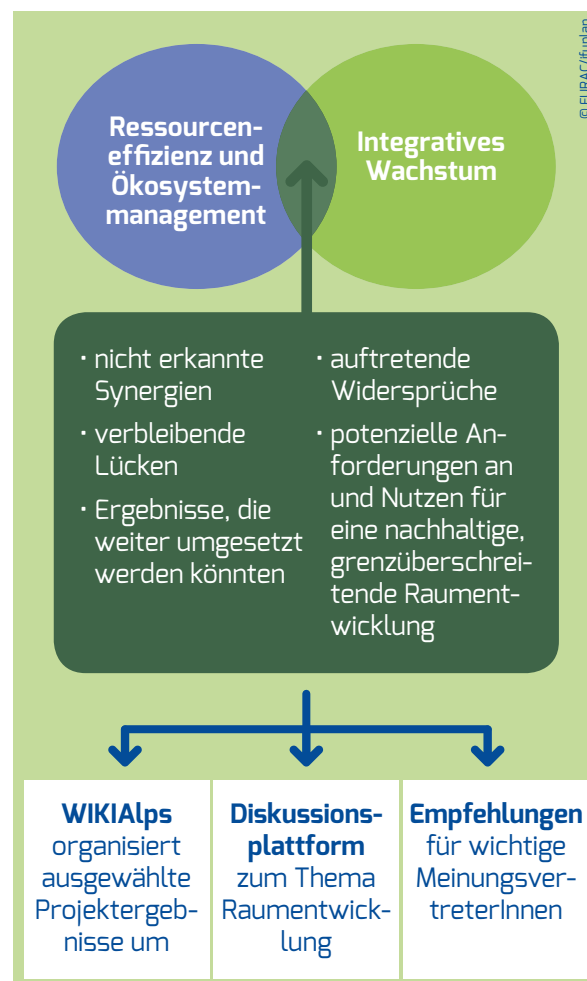 © EURAC/ifuplan
Ressourcen-
effizienz und
Ökosystem-
management
Integratives
Wachstum
· nicht erkannte
Synergien
· verbleibende
Lücken
· Ergebnisse, die
weiter umgesetzt
werden könnten
· auftretende
Widersprüche
· potenzielle An-
forderungen an
und Nutzen für
eine nachhaltige,
grenzüberschrei-
tende Raument-
wicklung
WIKIAlps
organisiert
ausgewählte
Projektergeb-
nisse um
Diskussions-
plattform
zum Thema
Raumentwick-
lung
Empfehlungen
für wichtige
Meinungsver-
treterInnen